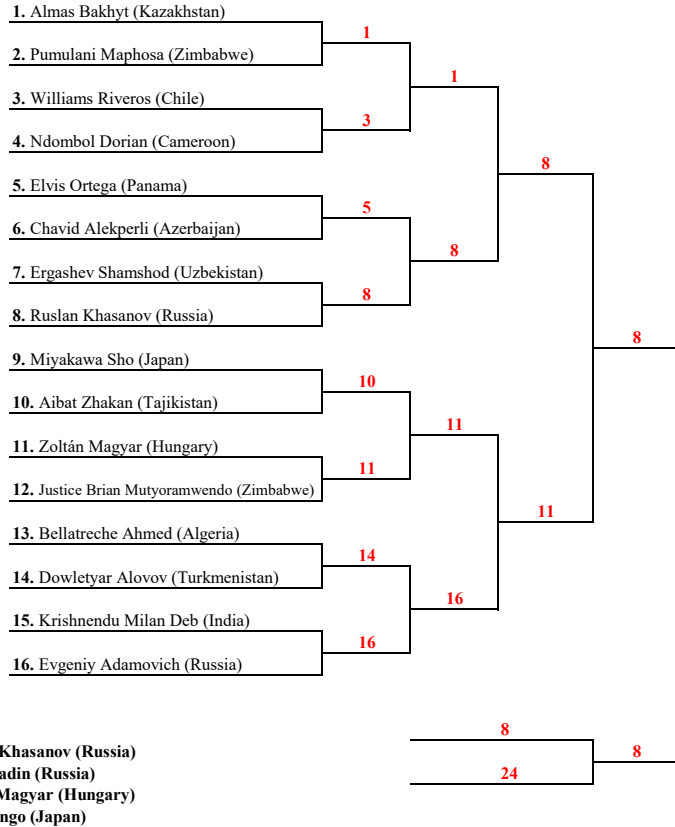 1. Almas Bakhyt (Kazakhstan)
1
2. Pumulani Maphosa (Zimbabwe)
1
3. Williams Riveros (Chile)
3
4. Ndombol Dorian (Cameroon)
8
5. Elvis Ortega (Panama)
5
6. Chavid Alekperli (Azerbaijan)
8
7. Ergashev Shamshod (Uzbekistan)
8
8. Ruslan Khasanov (Russia)
8
9. Miyakawa Sho (Japan)
10
10. Aibat Zhakan (Tajikistan)
11
11. Zoltán Magyar (Hungary)
11
12. Justice Brian Mutyoramwendo (Zimbabwe)
11
13. Bellatreche Ahmed (Algeria)
14
14. Dowletyar Alovov (Turkmenistan)
16
15. Krishnendu Milan Deb (India)
16
16. Evgeniy Adamovich (Russia)
8
Khasanov (Russia)
8
adin (Russia)
24
Magyar (Hungary)
ngo (Japan)